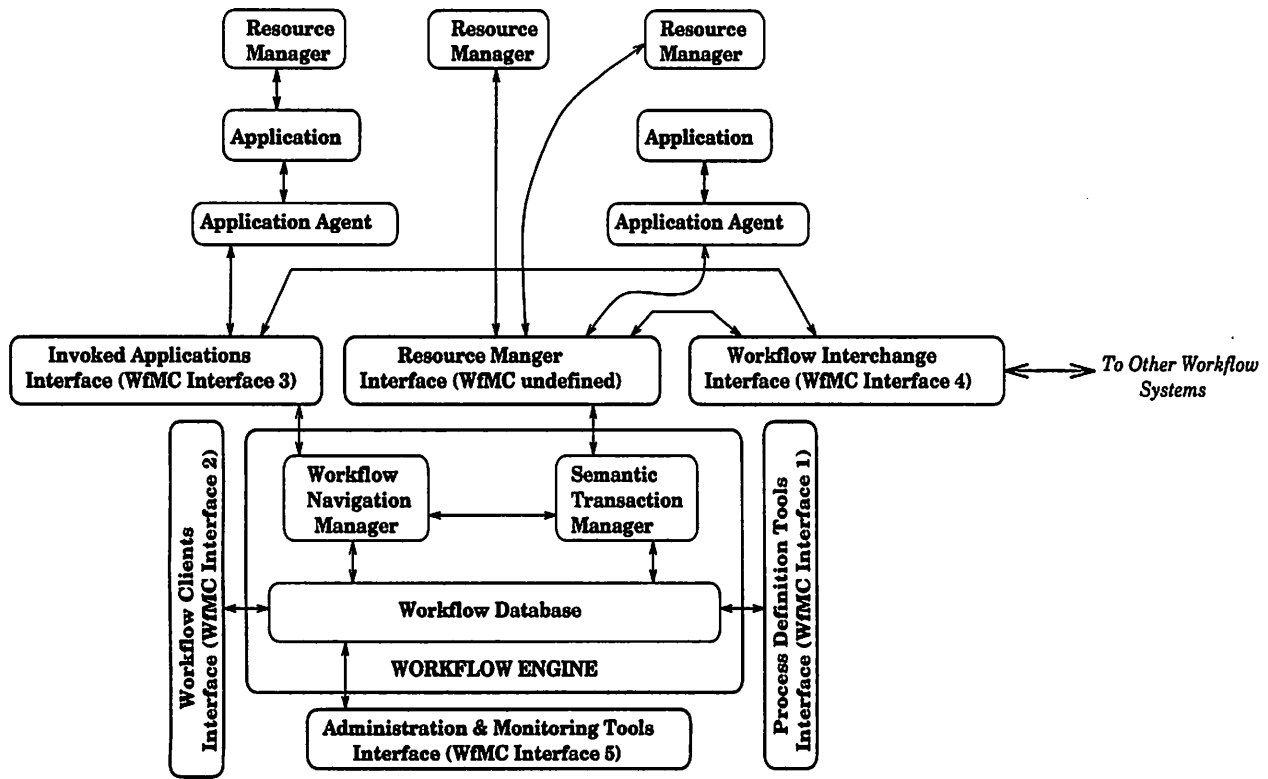 Resource
Manager
Resource
Manager
Resource
Manager
Application
Application
Application Agent
Application Agent
Invoked Applications
Interface (WfMC Interface 3)
Resource Manger
Interface (WfMC undefined)
Workflow Interchange
Interface (WfMC Interface 4)
To Other Workflow
Systems
Workflow Clients
Interface (WfMC Interface 2)
Workflow
Navigation
Manager
Semantic
Transaction
Manager
Process Definition Tools
Interface (WfMC Interface 1)
Workflow Database
WORKFLOW ENGINE
Administration & Monitoring Tools
Interface (WfMC Interface 5)